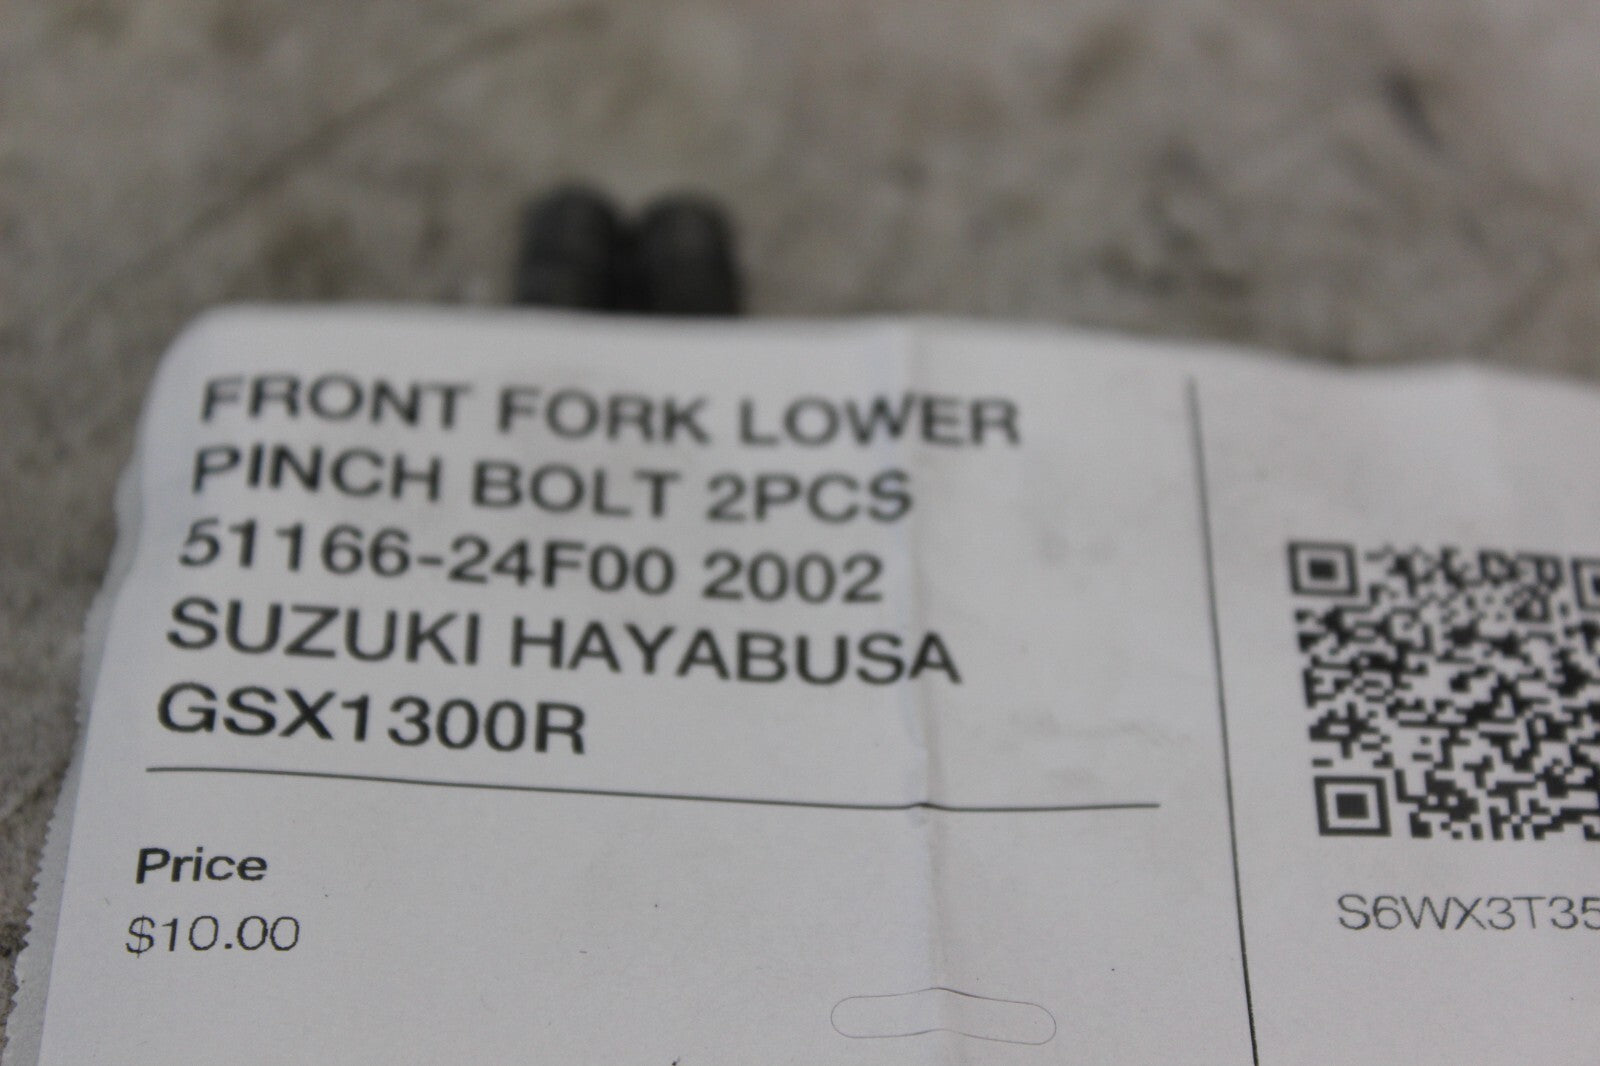 FRONT FORK LOWER
PINCH BOLT 2PCS
51166-24F00 2002
SUZUKI HAYABUSA
GSX1300R
Price
$10.00
S6WX3T35